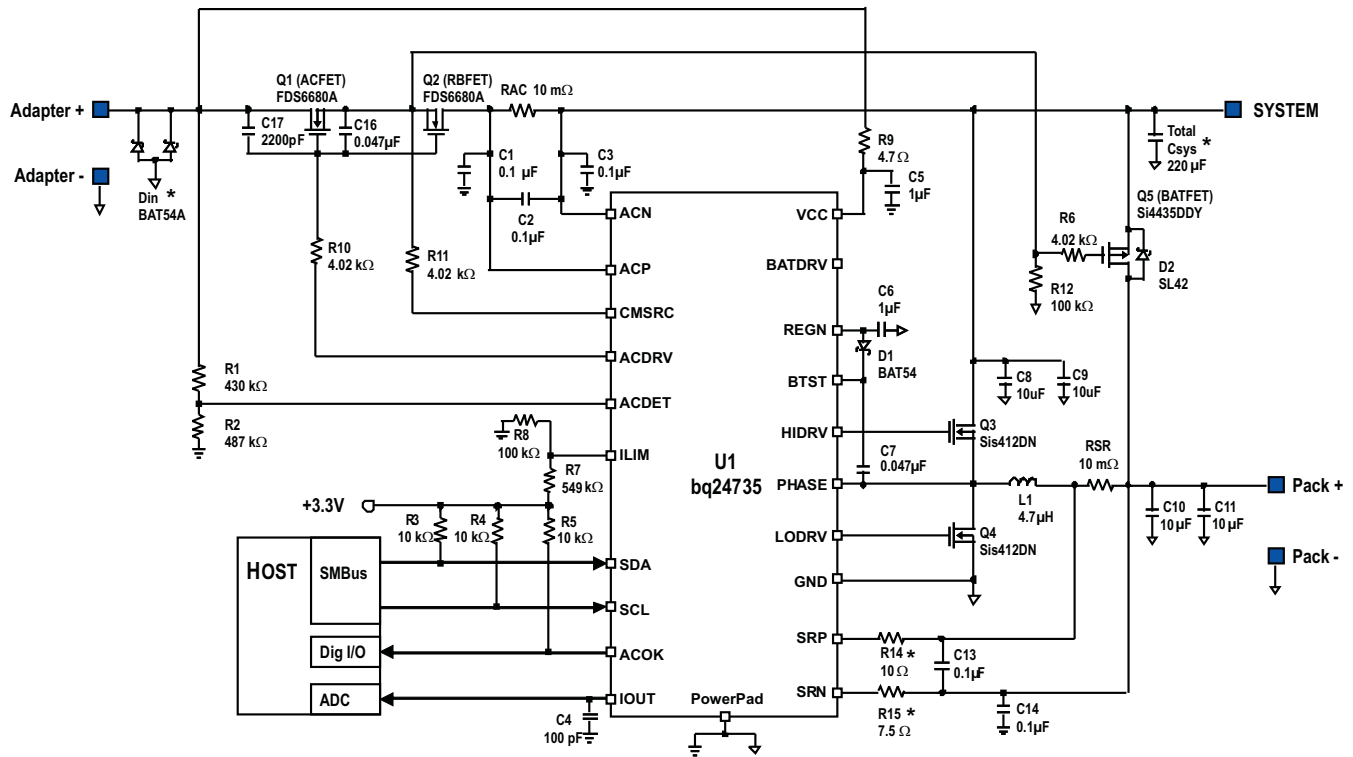 Q1 (ACFET)
FDS6680A
Q2 (RBFET)
FDS6680A
RAC 10 mΩ
Adapter +
SYSTEM
C17
2200pF
C16
0.047µF
R9
4.7 Ω
Total
Csys *
220 µF
Adapter -
Din *
BAT54A
C1
0.1 µF
C3
0.1µF
C5
1µF
C2
0.1µF
Q5 (BATFET)
Si4435DDY
R6
4.02 kΩ
D2
SL42
R12
100 kΩ
R10
4.02 kΩ
R11
4.02 kΩ
ACN
ACP
CMSRC
ACDRV
ACDET
ILIM
SDA
SCL
ACOK
IOUT
VCC
BATDRV
REGN
BTST
HIDRV
PHASE
LODRV
GND
SRP
SRN
U1
bq24735
PowerPad
C6
1µF
D1
BAT54
C8
10uF
C9
10uF
R1
430 kΩ
R2
487 kΩ
R8
100 kΩ
R7
549 kΩ
Q3
Sis412DN
C7
0.047µF
RSR
10 mΩ
L1
4.7µH
Pack +
C10
10µF
C11
10µF
Q4
Sis412DN
Pack -
+3.3V
R3
10 kΩ
R4
10 kΩ
R5
10 kΩ
HOST
SMBus
Dig I/O
ADC
C4
100 pF
R14 *
10 Ω
C13
0.1µF
R15 *
7.5 Ω
C14
0.1µF